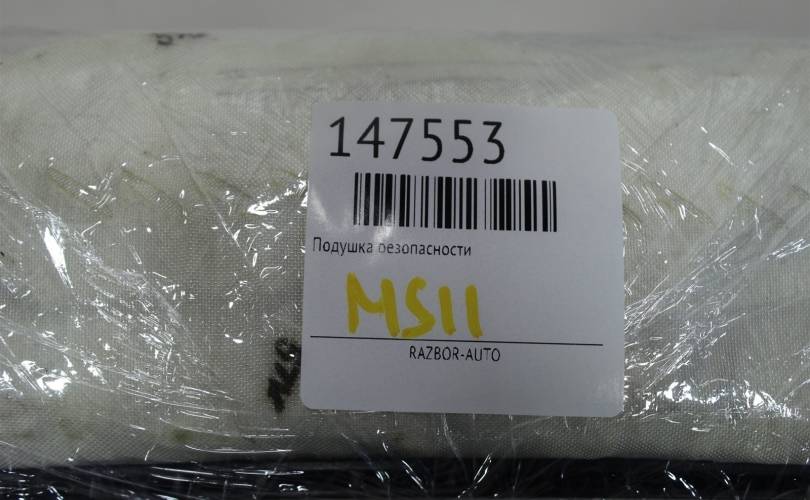 147553
Подушка безопасности
MS11
RAZBOR-AUTO